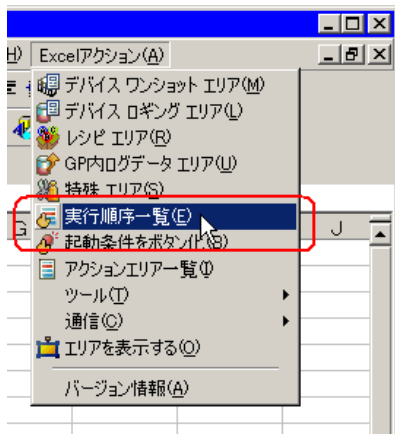 H) Excelアクション(A)
デバイス ワンショット エリア(M)
デバイス ロギング エリア(L)
レシピ エリア(R)
GP内ログデータ エリア(U)
特殊 エリア(S)
実行順序一覧(E)
G
起動条件をボタン化(B)
J
アクションエリア一覧(I)
ツール(T)
通信(C)
エリアを表示する(O)
バージョン情報(A)